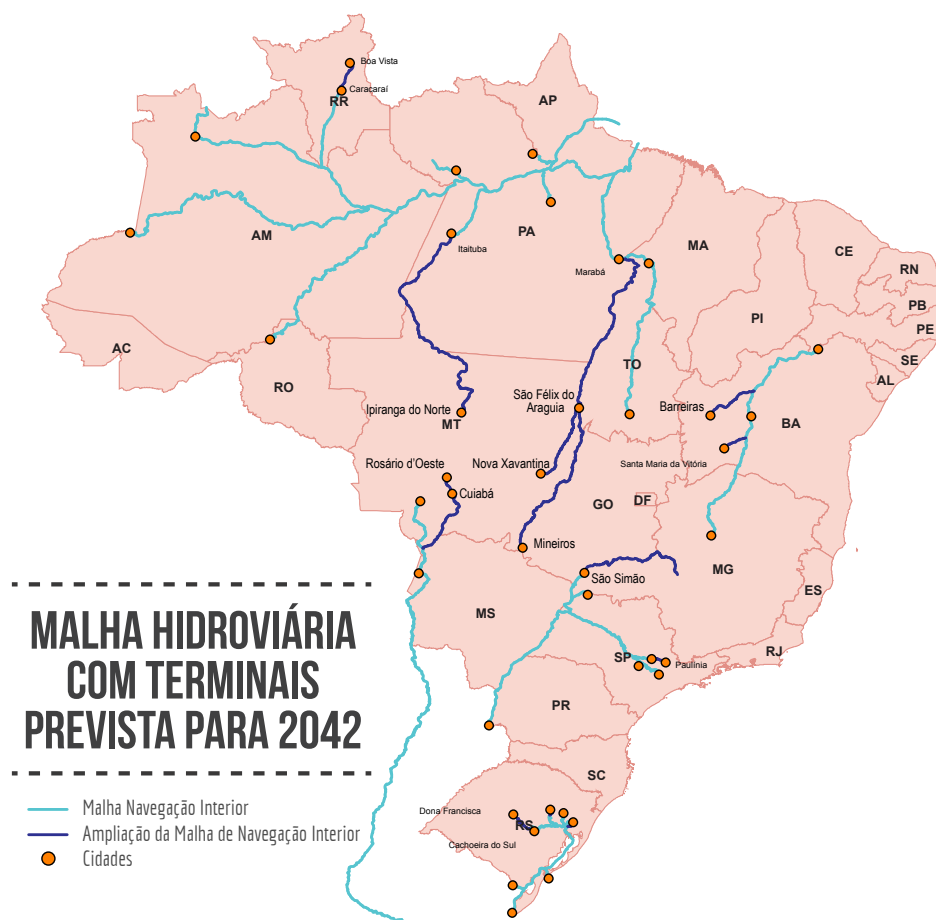 Boa Vista
Caracaraí
RR
AP
AM
PA
Itaituba
Marabá
MA
CE
RN
PB
PE
PI
AC
SE
AL
RO
TO
São Félix do
Araguia
Ipiranga do Norte
MT
Barreiras
BA
Santa Maria da Vitória
Rosário d'Oeste
Nova Xavantina
Cuiabá
GO
DF
Mineiros
MG
São Simão
ES
MS
MALHA HIDROVIÁRIA
COM TERMINAIS
PREVISTA PARA 2042
SP
Paulínia
RJ
PR
SC
Malha Navegação Interior
Ampliação da Malha de Navegação Interior
Cidades
Dona Francisca
RS
Cachoeira do Sul